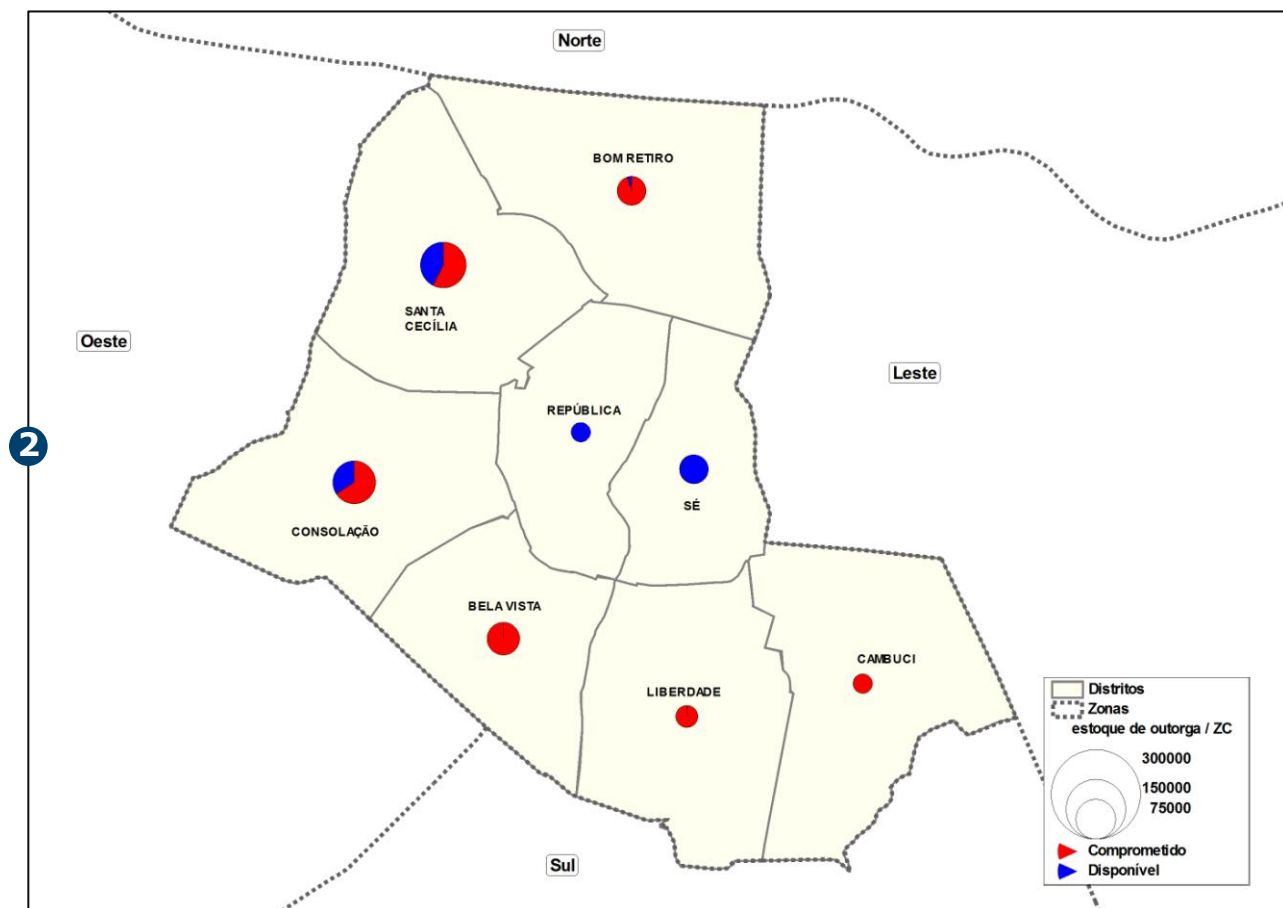 Norte
BOM RETIRO
SANTA
CECÍLIA
Oeste
Leste
REPÚBLICA
2
SÉ
CONSOLAÇÃO
BELA VISTA
CAMBUCI
LIBERDADE
Distritos
Zonas
estoque de outorga / ZC
300000
150000
75000
Comprometido
Disponível
Sul